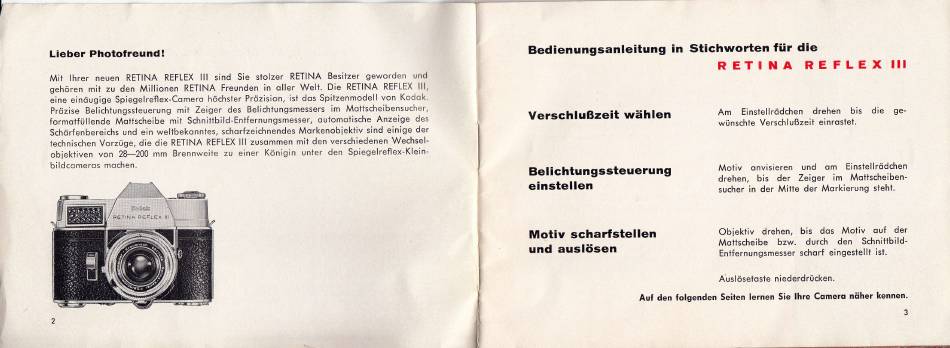 Lieber Photofreund!
Mit Ihrer neuen RETINA REFLEX III sind Sie stolzer RETINA Besitzer geworden und
gehören mit zu den Millionen RETINA Freunden in aller Welt. Die RETINA REFLEX III,
eine einäugige Spiegelreflex-Camera höchster Präzision, ist das Spitzenmodell von Kodak.
Präzise Belichtungssteuerung mit Zeiger des Belichtungsmessers im Mattscheibensucher,
formatfüllende Mattscheibe mit Schnittbild-Entfernungsmesser, automatische Anzeige des
Schärfenbereichs und ein weltbekanntes, scharfzeichnendes Markenobjektiv sind einige der
technischen Vorzüge, die die RETINA REFLEX III zusammen mit den verschiedenen Wechsel-
objektiven von 28—200 mm Brennweite zu einer Königin unter den Spiegelreflex-Klein-
bildcameras machen.
Kodak
RETINA REFLEX III
2
Bedienungsanleitung in Stichworten für die
RETINA REFLEX III
Verschlußzeit wählen
Am Einstellrädchen drehen bis die ge-
wünschte Verschlußzeit einrastet.
Belichtungssteuerung
einstellen
Motiv anvisieren und am Einstellrädchen
drehen, bis der Zeiger im Mattscheiben-
sucher in der Mitte der Markierung steht.
Motiv scharfstellen
und auslösen
Objektiv drehen, bis das Motiv auf der
Mattscheibe bzw. durch den Schnittbild-
Entfernungsmesser scharf eingestellt ist.
Auslösetaste niederdrücken.
Auf den folgenden Seiten lernen Sie Ihre Camera näher kennen.
3